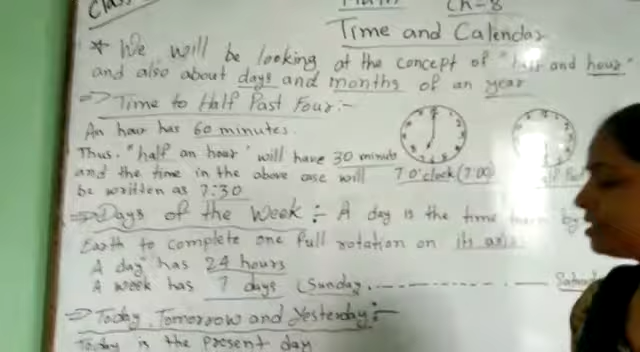 Class
Math Ch-8
Time and Calendar
* We will be looking at the concept of "half and hour"
and also about days and months of an year
⇒ Time to Half Past Four:-
An hour has 60 minutes.
Thus, "half an hour" will have 30 minute
and the time in the above case will
be written as 7:30
7 O'clock (7:00)
⇒ Days of the Week:- A day is the time by
Earth to complete one full rotation on its axis
A day has 24 hours
A week has 7 days (Sunday
⇒ Today, Tomorrow and Yesterday:-
Today is the present day